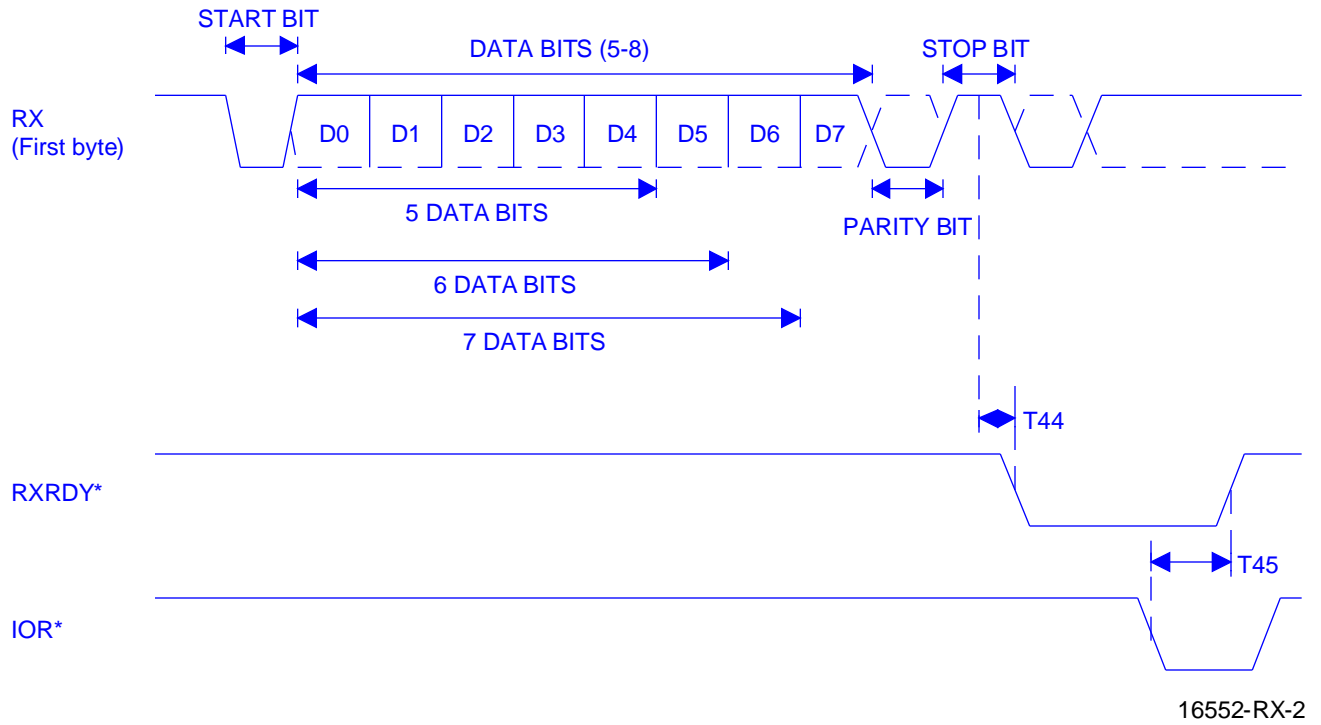 START BIT
DATA BITS (5-8)
STOP BIT
RX
(First byte)
D0 D1 D2 D3 D4 D5 D6 D7
5 DATA BITS
PARITY BIT
6 DATA BITS
7 DATA BITS
T44
RXRDY*
T45
IOR*
16552-RX-2